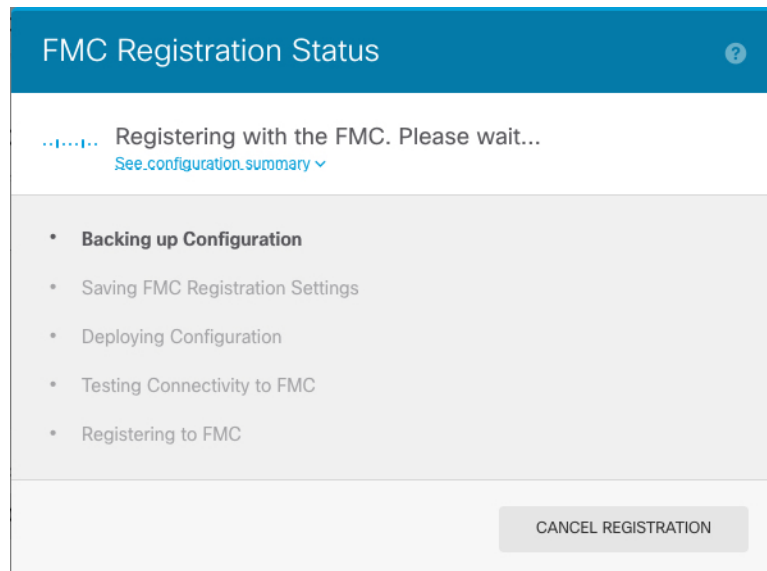 FMC Registration Status
?
Registering with the FMC. Please wait...
See configuration summary
• Backing up Configuration
• Saving FMC Registration Settings
• Deploying Configuration
• Testing Connectivity to FMC
• Registering to FMC
CANCEL REGISTRATION